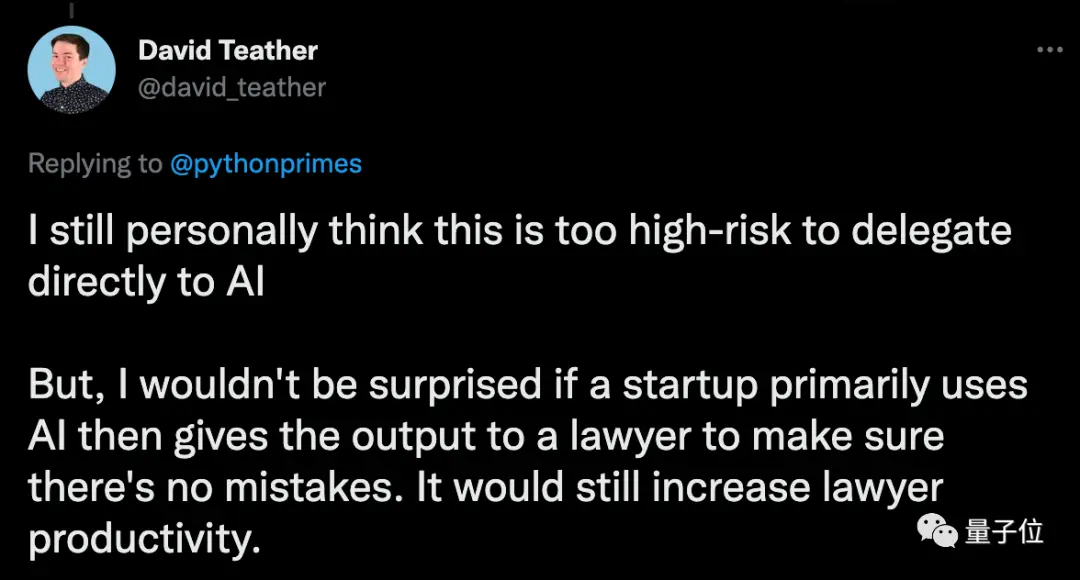 David Teather
@david_teather
Replying to @pythonprimes
I still personally think this is too high-risk to delegate
directly to AI
But, I wouldn't be surprised if a startup primarily uses
AI then gives the output to a lawyer to make sure
there's no mistakes. It would still increase lawyer
productivity.
量子位